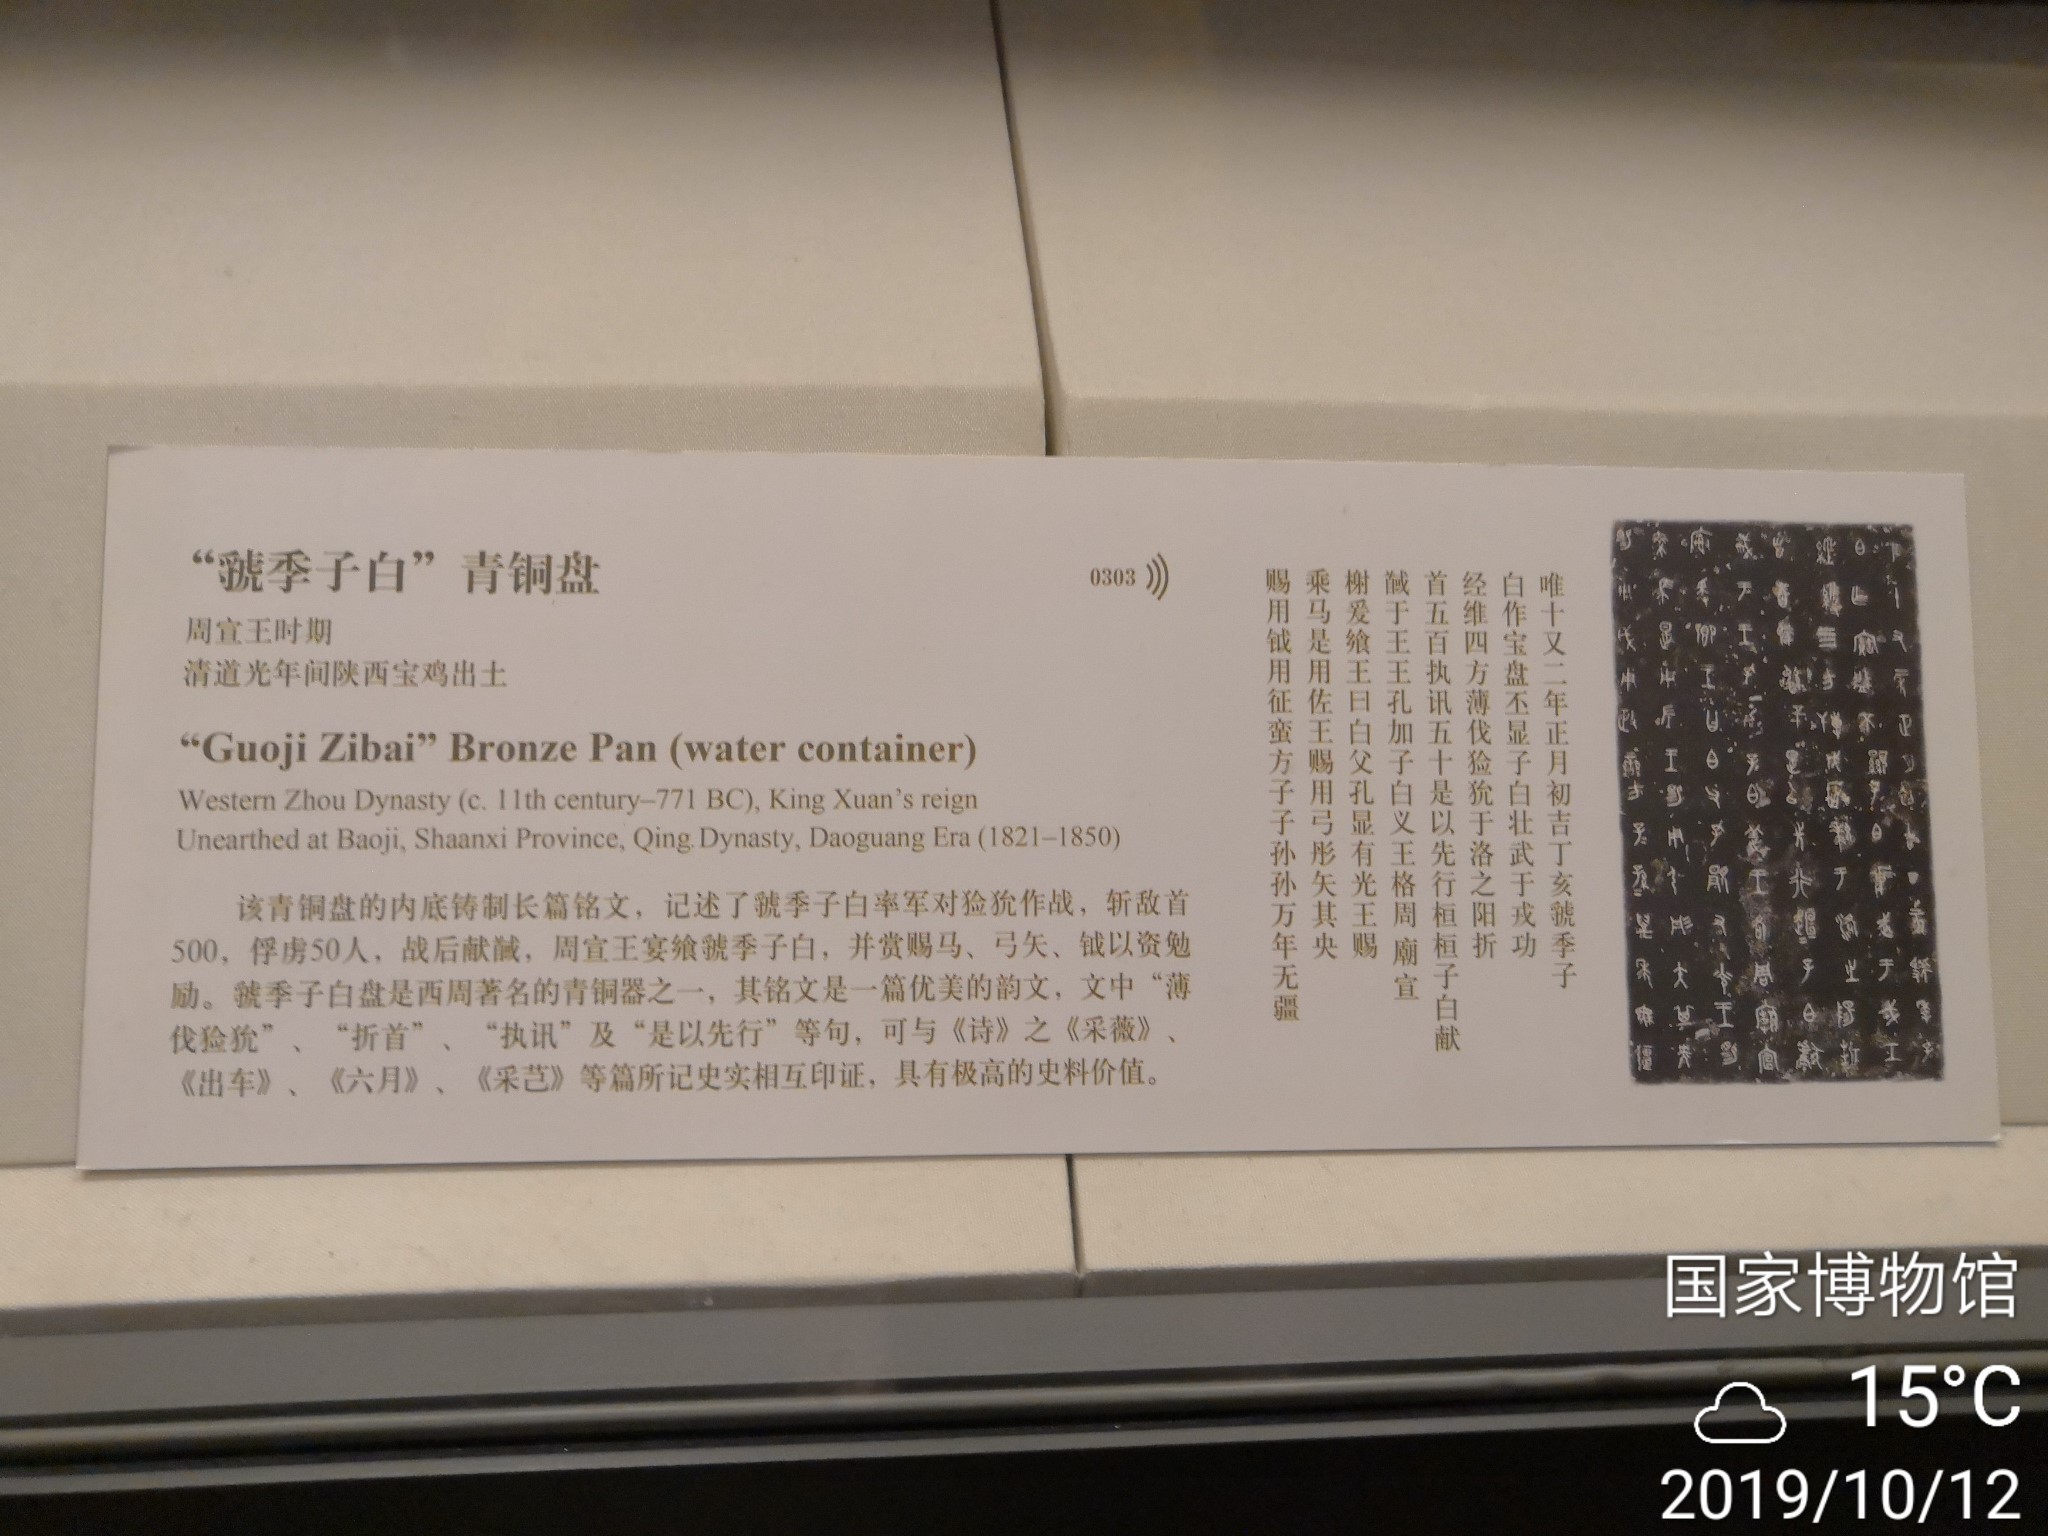 “虢季子白”青铜盘
0303
周宣王时期
清道光年间陕西宝鸡出土
“Guoji Zibai” Bronze Pan (water container)
Western Zhou Dynasty (c. 11th century–771 BC), King Xuan’s reign
Unearthed at Baoji, Shaanxi Province, Qing Dynasty, Daoguang Era (1821–1850)
该青铜盘的内底铸制长篇铭文，记述了虢季子白率军对猃狁作战，斩敌首
500，俘虏50人，战后献馘，周宣王宴飨虢季子白，并赏赐马、弓矢、钺以资勉
励。虢季子白盘是西周著名的青铜器之一，其铭文是一篇优美的韵文，文中“薄
伐猃狁”、“折首”、“执讯”及“是以先行”等句，可与《诗》之《采薇》、
《出车》、《六月》、《采芑》等篇所记史实相互印证，具有极高的史料价值。
唯十又二年正月初吉丁亥虢季子
白作宝盘丕显子白壮武于戎功
经维四方薄伐猃狁于洛之阳折
首五百执讯五十是以先行桓桓子白献
馘于王王孔加子白义王格周廟宣
榭爰飨王曰白父孔显有光王赐
乘马是用佐王赐用弓彤矢其央
赐用钺用征蛮方子子孙孙万年无疆
国家博物馆
15°C
2019/10/12